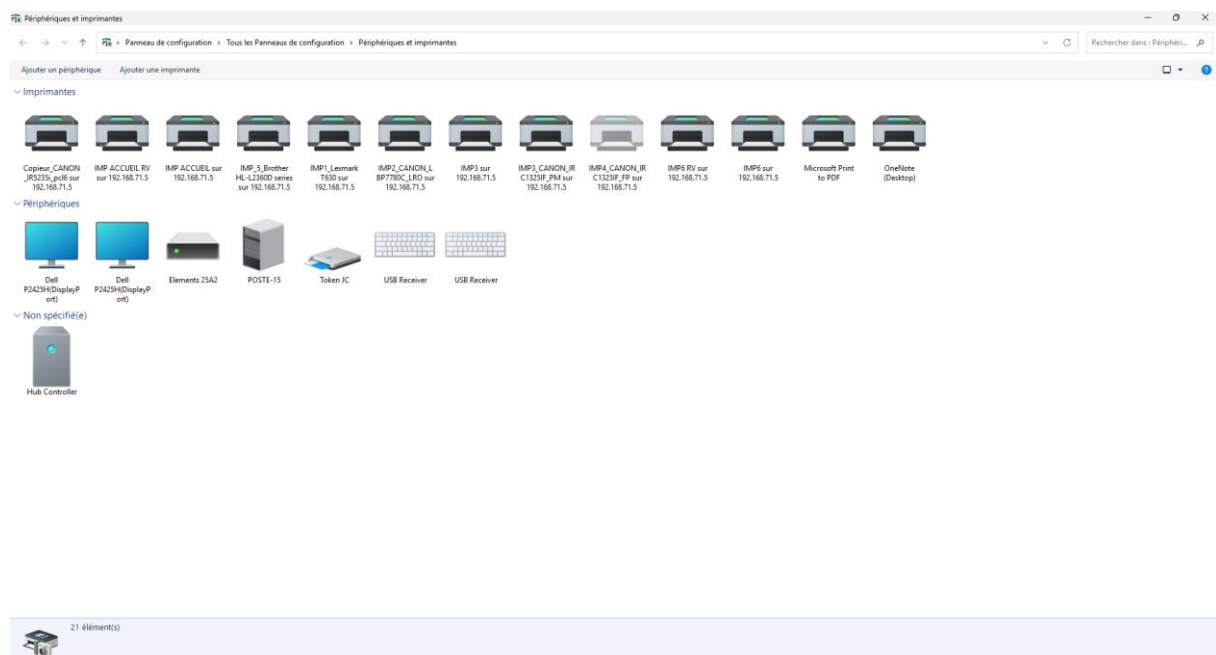 Périphériques et imprimantes
Panneau de configuration > Tous les Panneaux de configuration > Périphériques et imprimantes
Rechercher dans : Périphéri...
Ajouter un périphérique Ajouter une imprimante
Imprimantes
Copieur_CANON
_IR5235i_pcl6 sur
192.168.71.5
IMP ACCUEIL RV
sur 192.168.71.5
IMP ACCUEIL sur
192.168.71.5
IMP_5_Brother
HL-L2360D series
sur 192.168.71.5
IMP1_Lexmark
T630 sur
192.168.71.5
IMP2_CANON_L
BP7780C_LRO sur
192.168.71.5
IMP3 sur
192.168.71.5
IMP3_CANON_IR
C1325IF_PM sur
192.168.71.5
IMP4_CANON_IR
C1325IF_FP sur
192.168.71.5
IMP6 RV sur
192.168.71.5
IMP6 sur
192.168.71.5
Microsoft Print
to PDF
OneNote
(Desktop)
Périphériques
Dell
P2425H(DisplayP
ort)
Dell
P2425H(DisplayP
ort)
Elements 25A2
POSTE-15
Token JC
USB Receiver
USB Receiver
Non spécifié(e)
Hub Controller
21 élément(s)